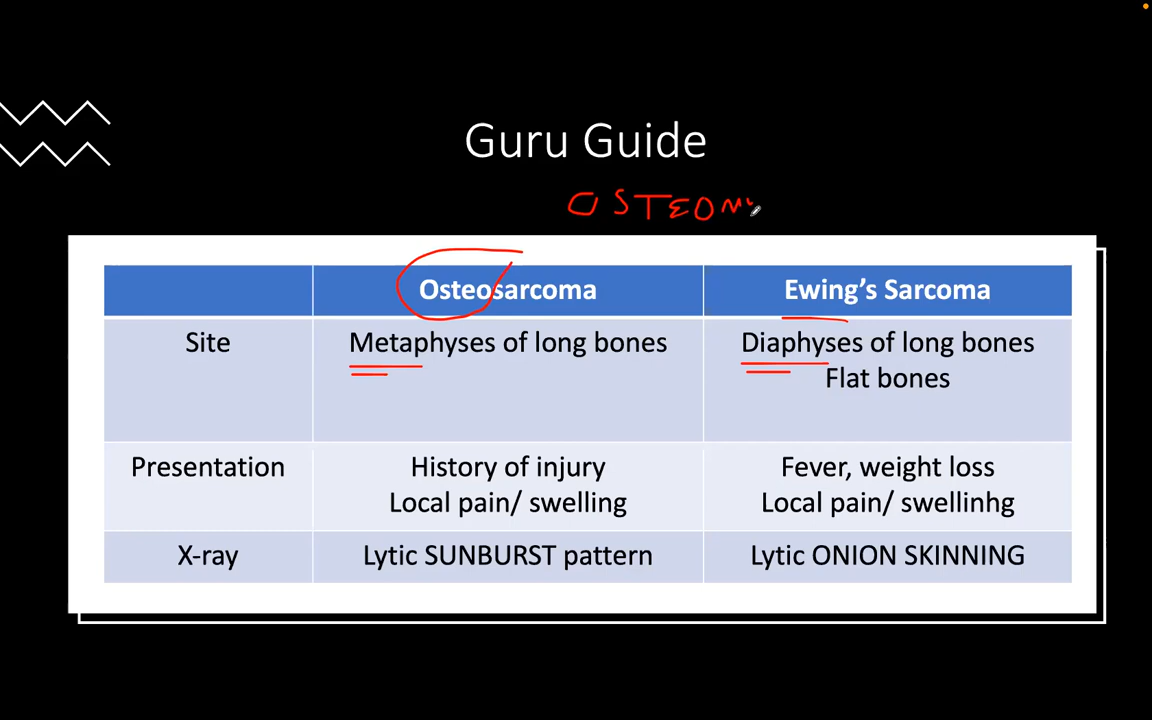 Guru Guide
OSTEOM
Osteosarcoma Ewing's Sarcoma
Site Metaphyses of long bones Diaphyses of long bones
Flat bones
Presentation History of injury Fever, weight loss
Local pain/ swelling Local pain/ swellinhg
X-ray Lytic SUNBURST pattern Lytic ONION SKINNING